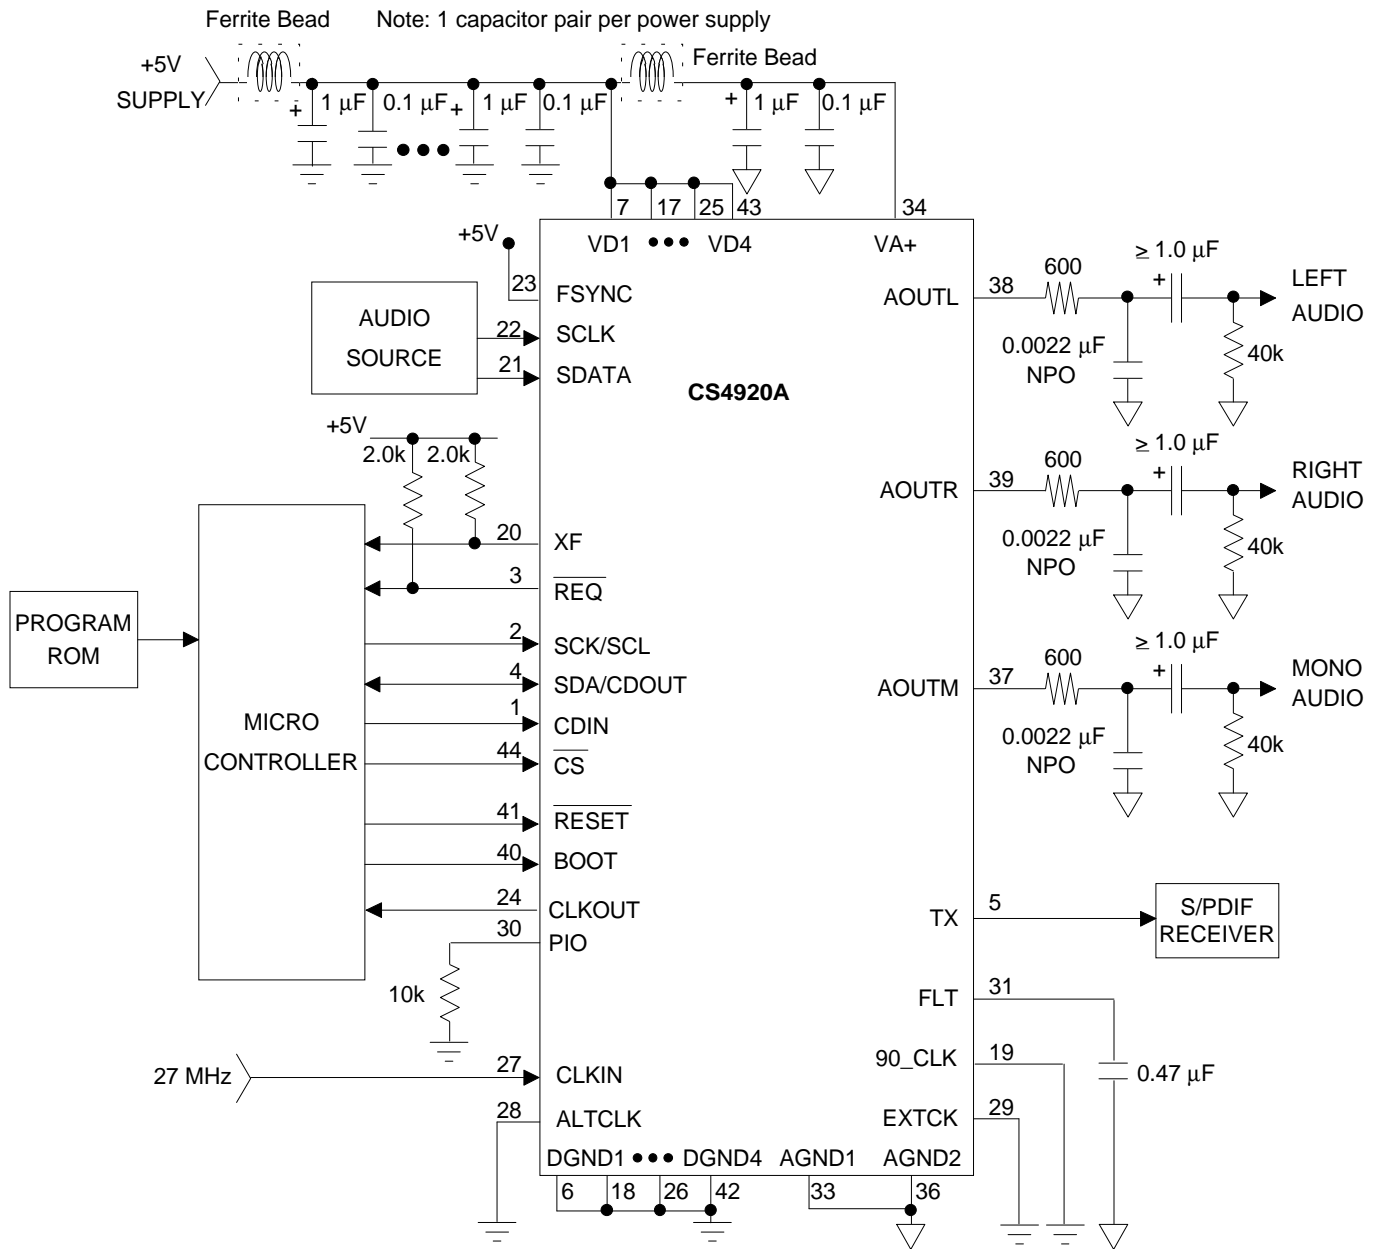 Ferrite Bead Note: 1 capacitor pair per power supply
+5V
SUPPLY
Ferrite Bead
+ 1 µF 0.1 µF + 1 µF 0.1 µF + 1 µF 0.1 µF
7 17 25 43 34
VD1 ••• VD4 VA+
+5V
23 FSYNC
AUDIO
SOURCE
22 SCLK
21 SDATA
CS4920A
+5V
2.0k 2.0k
20 XF
3 REQ
2 SCK/SCL
4 SDA/CDOUT
1 CDIN
44 CS
41 RESET
40 BOOT
24 CLKOUT
30 PIO
10k
PROGRAM
ROM
MICRO
CONTROLLER
27 MHz
27 CLKIN
28 ALTCLK
AOUTL 38 600 ≥ 1.0 µF
+
LEFT
AUDIO
0.0022 µF
NPO
40k
AOUTR 39 600 ≥ 1.0 µF
+
RIGHT
AUDIO
0.0022 µF
NPO
40k
AOUTM 37 600 ≥ 1.0 µF
+
MONO
AUDIO
0.0022 µF
NPO
40k
TX 5
S/PDIF
RECEIVER
FLT 31
90_CLK 19
0.47 µF
EXTCK 29
DGND1 ••• DGND4 AGND1 AGND2
6 18 26 42 33 36